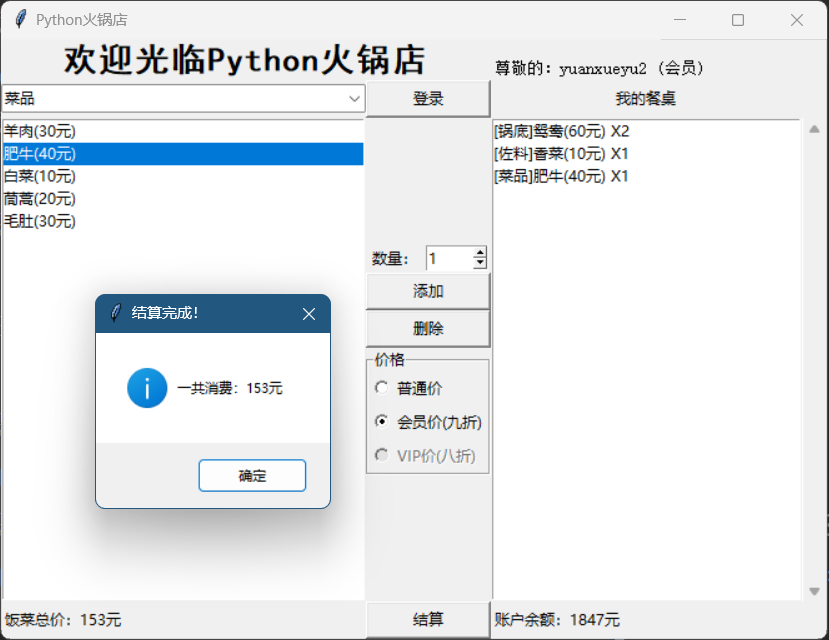 Python火锅店
欢迎光临Python火锅店
尊敬的：yuanxueyu2（会员）
菜品
登录
我的餐桌
羊肉(30元)
肥牛(40元)
白菜(10元)
茼蒿(20元)
毛肚(30元)
[锅底]鸳鸯(60元) X2
[佐料]香菜(10元) X1
[菜品]肥牛(40元) X1
数量：
1
添加
删除
价格
普通价
会员价(九折)
VIP价(八折)
结算完成！
一共消费：153元
确定
饭菜总价：153元
结算
账户余额：1847元